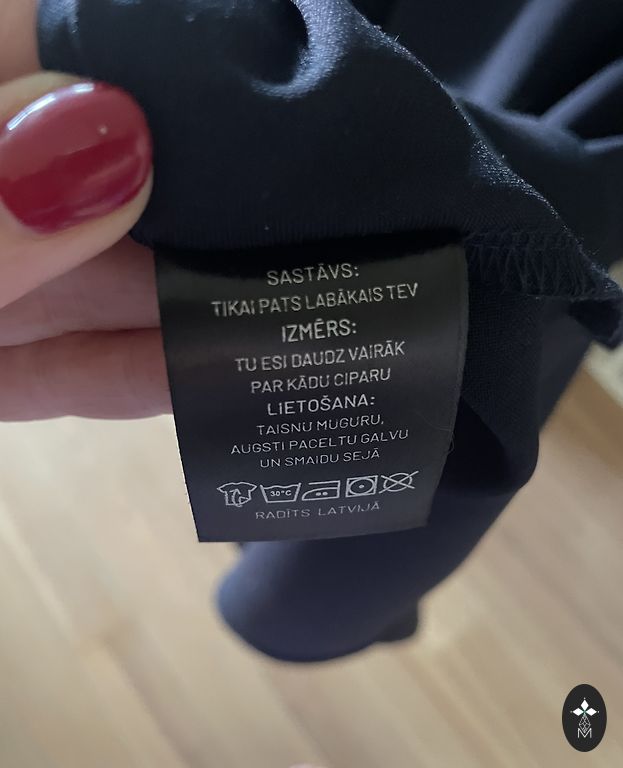 SASTĀVS:
TIKAI PATS LABĀKAIS TEV
IZMĒRS:
TU ESI DAUDZ VAIRĀK
PAR KĀDU CIPARU
LIETOŠANA:
TAISNU MUGURU,
AUGSTI PACELTU GALVU
UN SMAIDU SEJĀ
30°C
RADĪTS LATVIJĀ
M